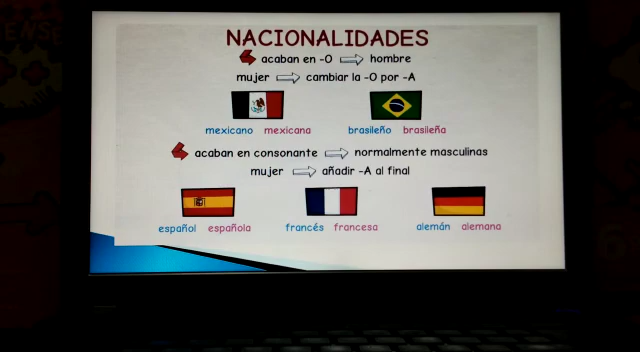 NACIONALIDADES
acaban en -O hombre
mujer cambiar la -O por -A
mexicano mexicana brasileño brasileña
acaban en consonante normalmente masculinas
mujer añadir -A al final
español española francés francesa alemán alemana